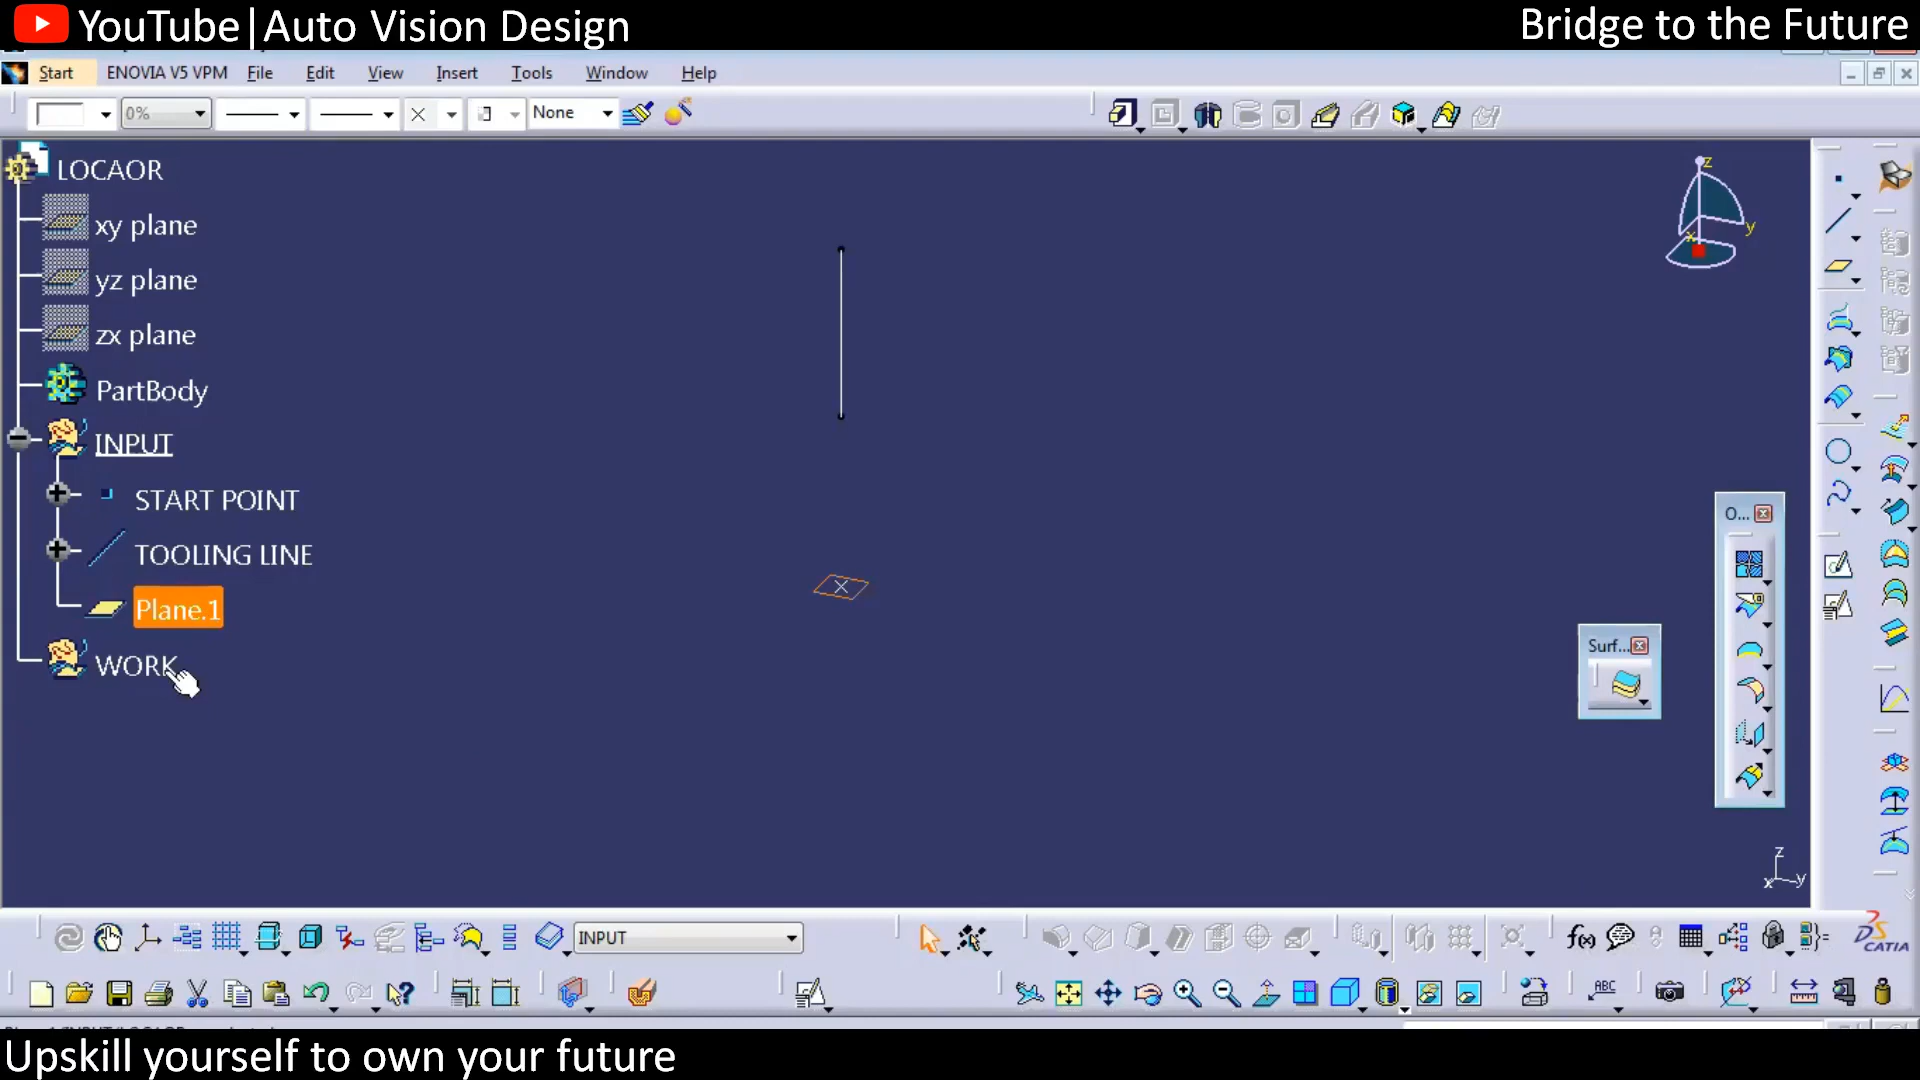 YouTube|Auto Vision Design
Bridge to the Future
Start ENOVIA V5 VPM File Edit View Insert Tools Window Help
0% None
LOCAOR
xy plane
yz plane
zx plane
PartBody
INPUT
START POINT
TOOLING LINE
Plane.1
WORK
z
y
x
O...
Surf...
z
x y
INPUT
f(x)
CATIA
ABC
Upskill yourself to own your future